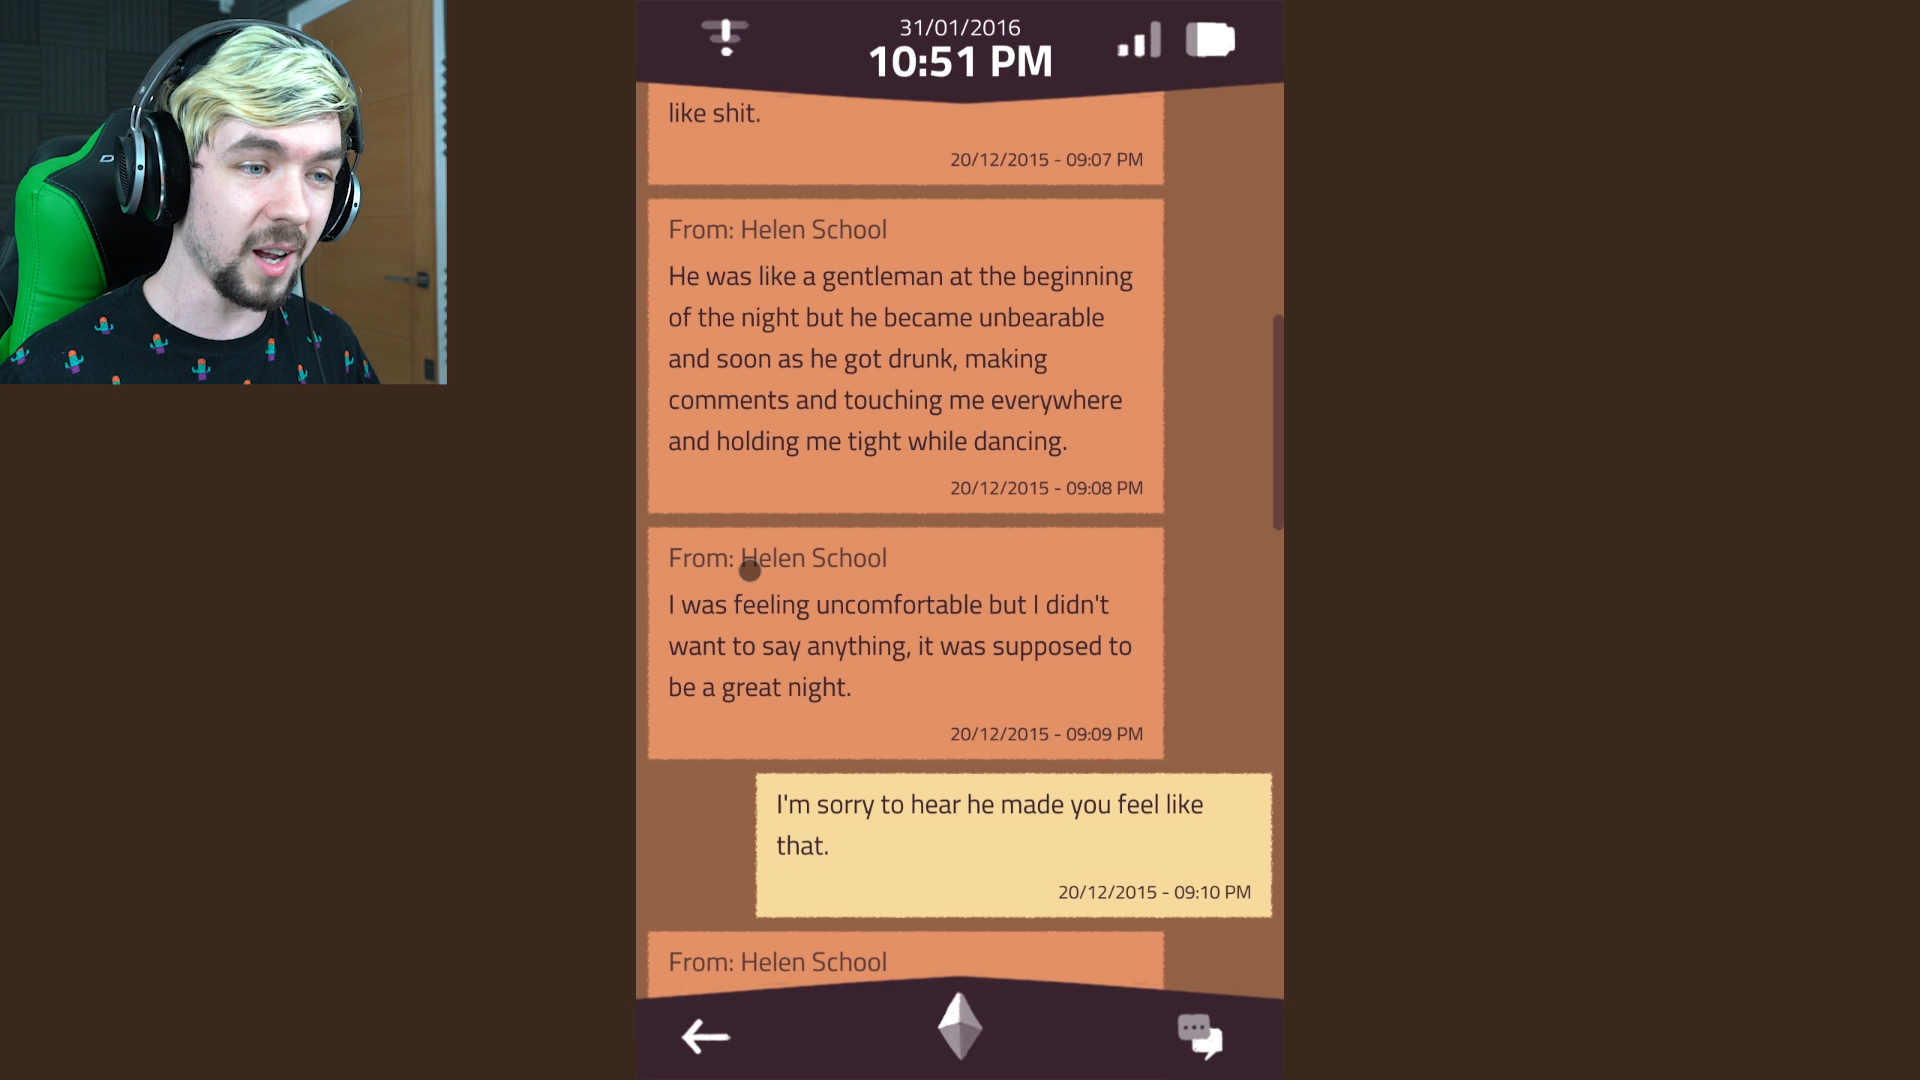 31/01/2016
10:51 PM
like shit.
20/12/2015 - 09:07 PM
From: Helen School
He was like a gentleman at the beginning
of the night but he became unbearable
and soon as he got drunk, making
comments and touching me everywhere
and holding me tight while dancing.
20/12/2015 - 09:08 PM
From: Helen School
I was feeling uncomfortable but I didn't
want to say anything, it was supposed to
be a great night.
20/12/2015 - 09:09 PM
I'm sorry to hear he made you feel like
that.
20/12/2015 - 09:10 PM
From: Helen School